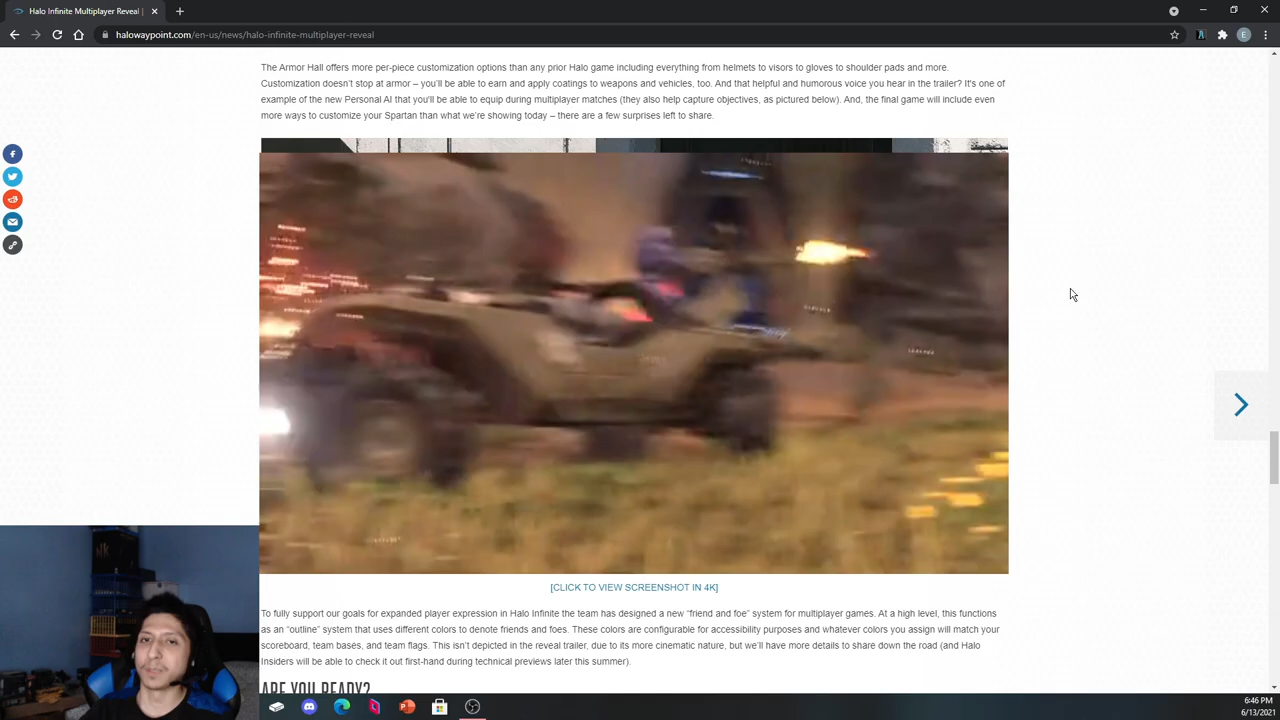 Halo Infinite Multiplayer Reveal |
halowaypoint.com/en-us/news/halo-infinite-multiplayer-reveal
E
The Armor Hall offers more per-piece customization options than any prior Halo game including everything from helmets to visors to gloves to shoulder pads and more.
Customization doesn't stop at armor – you'll be able to earn and apply coatings to weapons and vehicles, too. And that helpful and humorous voice you hear in the trailer? It's one of
example of the new Personal AI that you'll be able to equip during multiplayer matches (they also help capture objectives, as pictured below). And, the final game will include even
more ways to customize your Spartan than what we're showing today – there are a few surprises left to share.
[CLICK TO VIEW SCREENSHOT IN 4K]
To fully support our goals for expanded player expression in Halo Infinite the team has designed a new "friend and foe" system for multiplayer games. At a high level, this functions
as an "outline" system that uses different colors to denote friends and foes. These colors are configurable for accessibility purposes and whatever colors you assign will match your
scoreboard, team bases, and team flags. This isn't depicted in the reveal trailer, due to its more cinematic nature, but we'll have more details to share down the road (and Halo
Insiders will be able to check it out first-hand during technical previews later this summer).
ARE YOU READY?
6:46 PM
6/13/2021